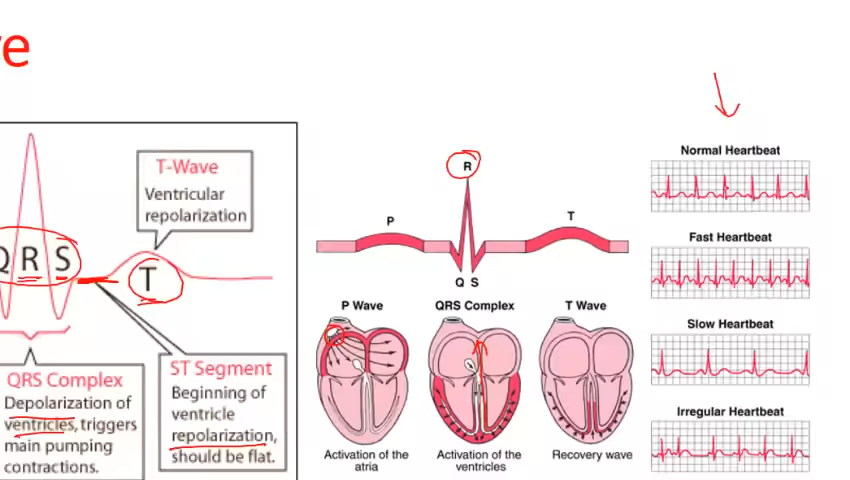 T-Wave
Ventricular
repolarization
QRS
T
QRS Complex
Depolarization of
ventricles, triggers
main pumping
contractions.
ST Segment
Beginning of
ventricle
repolarization,
should be flat.
R
P
T
Q S
P Wave
QRS Complex
T Wave
Activation of the
atria
Activation of the
ventricles
Recovery wave
Normal Heartbeat
Fast Heartbeat
Slow Heartbeat
Irregular Heartbeat